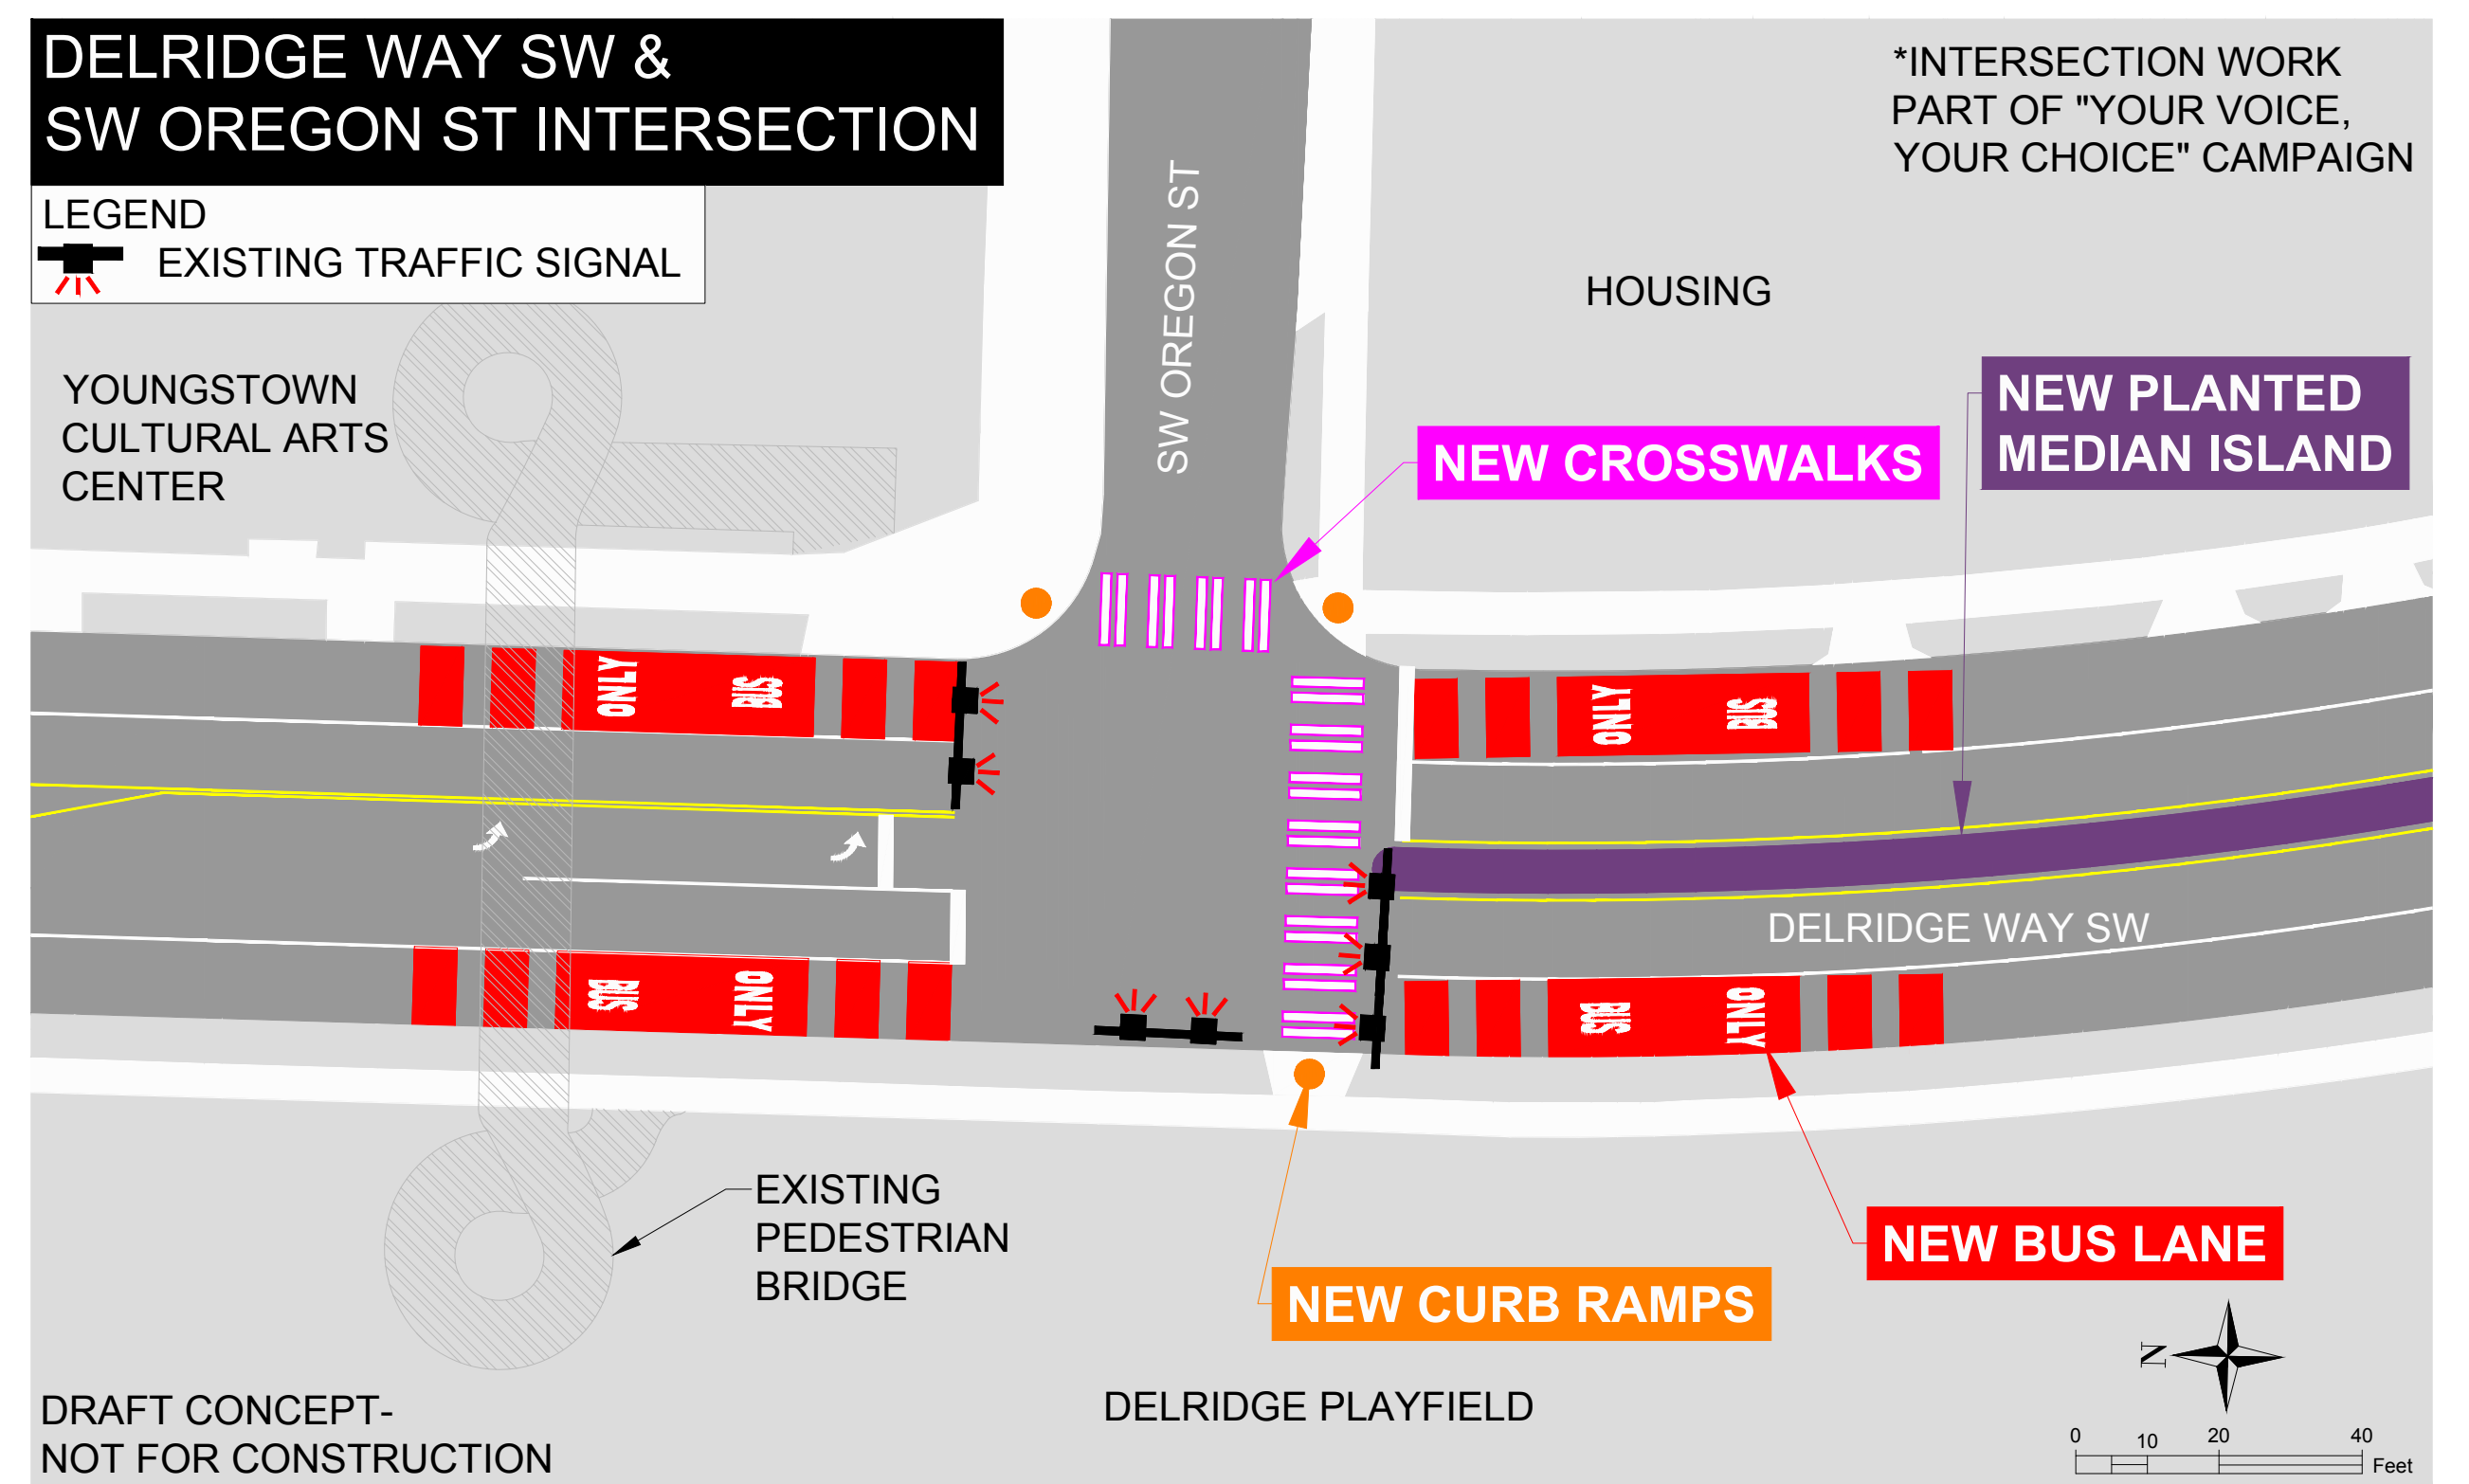 DELRIDGE WAY SW &
SW OREGON ST INTERSECTION
*INTERSECTION WORK
PART OF "YOUR VOICE,
YOUR CHOICE" CAMPAIGN
LEGEND
EXISTING TRAFFIC SIGNAL
SW OREGON ST
HOUSING
YOUNGSTOWN
CULTURAL ARTS
CENTER
NEW PLANTED
MEDIAN ISLAND
NEW CROSSWALKS
ONLY
BUS
ONLY
BUS
DELRIDGE WAY SW
BUS
ONLY
BUS
ONLY
EXISTING
PEDESTRIAN
BRIDGE
NEW BUS LANE
NEW CURB RAMPS
N
DELRIDGE PLAYFIELD
DRAFT CONCEPT-
NOT FOR CONSTRUCTION
0 10 20 40
Feet